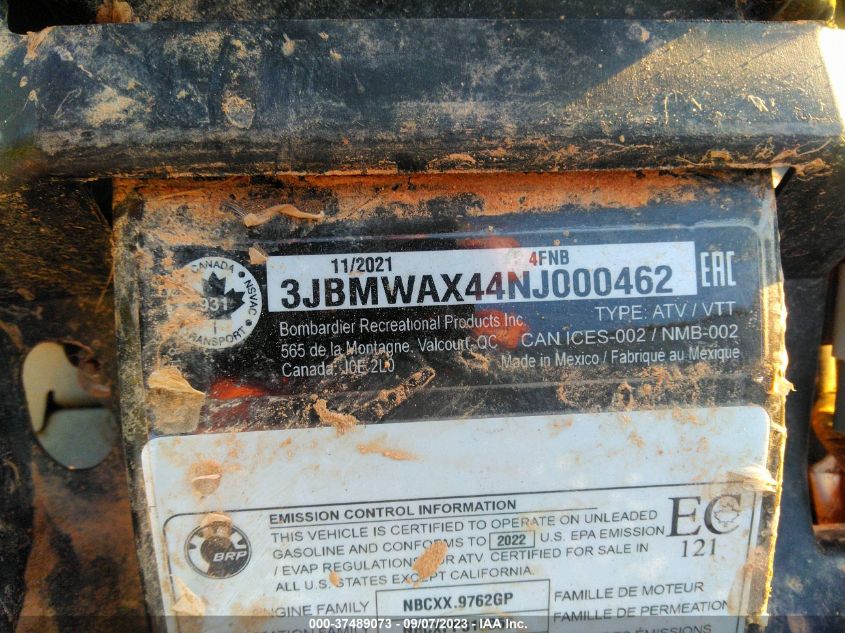 11/2021 4FNB
3JBMWAX44NJ000462
EAC
CANADA
NSVAC
TRANSPORT
Bombardier Recreational Products Inc
565 de la Montagne, Valcourt, QC
Canada, J0E 2L0
TYPE: ATV / VTT
CAN ICES-002 / NMB-002
Made in Mexico / Fabriqué au Mexique
EMISSION CONTROL INFORMATION
THIS VEHICLE IS CERTIFIED TO OPERATE ON UNLEADED
GASOLINE AND CONFORMS TO 2022 U.S. EPA EMISSION
/ EVAP REGULATIONS FOR ATV. CERTIFIED FOR SALE IN
ALL U.S. STATES EXCEPT CALIFORNIA.
BRP
EC
121
ENGINE FAMILY NBCXX.9762GP FAMILLE DE MOTEUR
FAMILLE DE PERMEATION
000-37489073 - 09/07/2023 - IAA Inc.